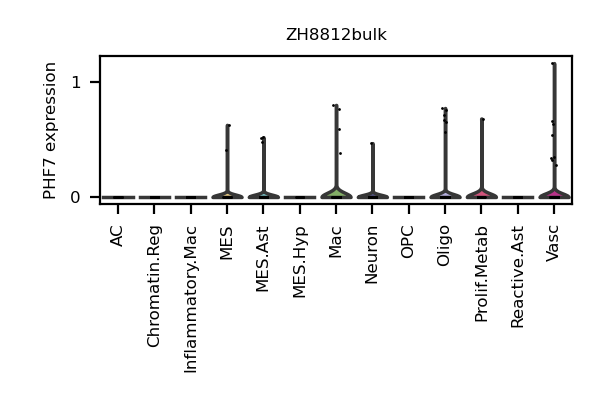 ZH8812bulk
PHF7 expression
1
0
AC
Chromatin.Reg
Inflammatory.Mac
MES
MES.Ast
MES.Hyp
Mac
Neuron
OPC
Oligo
Prolif.Metab
Reactive.Ast
Vasc